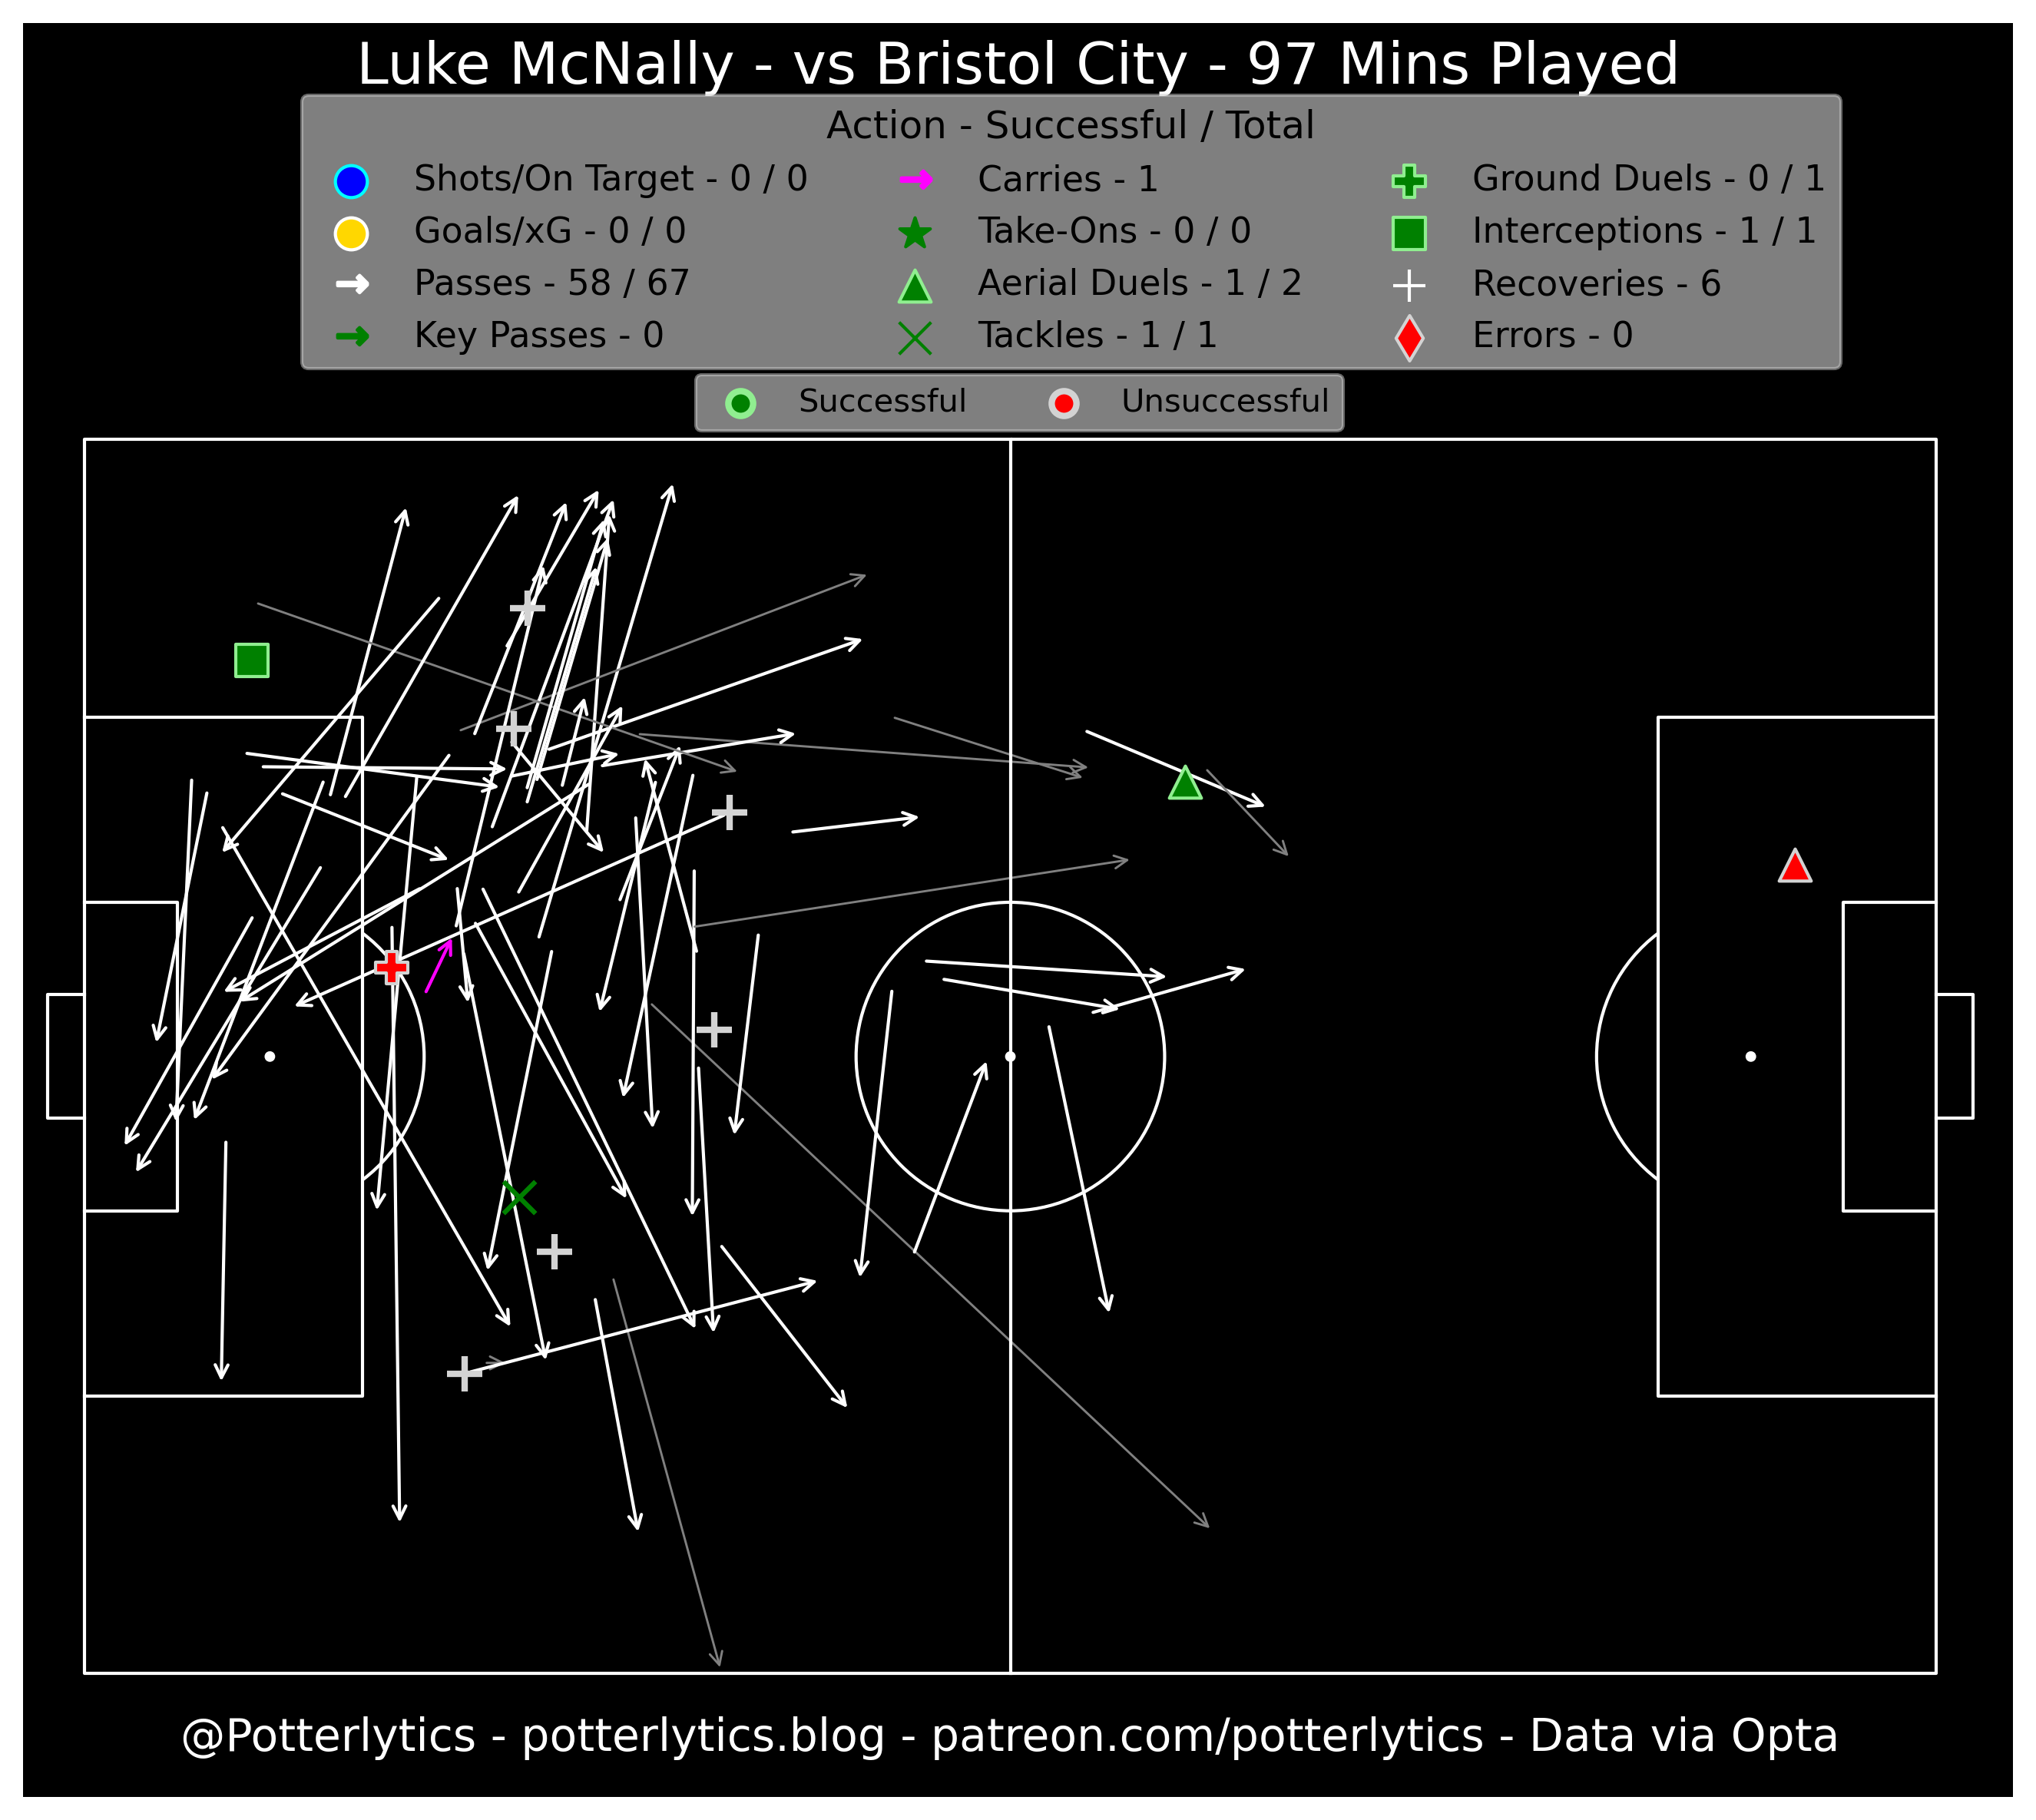 Luke McNally - vs Bristol City - 97 Mins Played
Action - Successful / Total
Shots/On Target - 0 / 0
Goals/xG - 0 / 0
Passes - 58 / 67
Key Passes - 0
Carries - 1
Take-Ons - 0 / 0
Aerial Duels - 1 / 2
Tackles - 1 / 1
Ground Duels - 0 / 1
Interceptions - 1 / 1
Recoveries - 6
Errors - 0
Successful
Unsuccessful
@Potterlytics - potterlytics.blog - patreon.com/potterlytics - Data via Opta